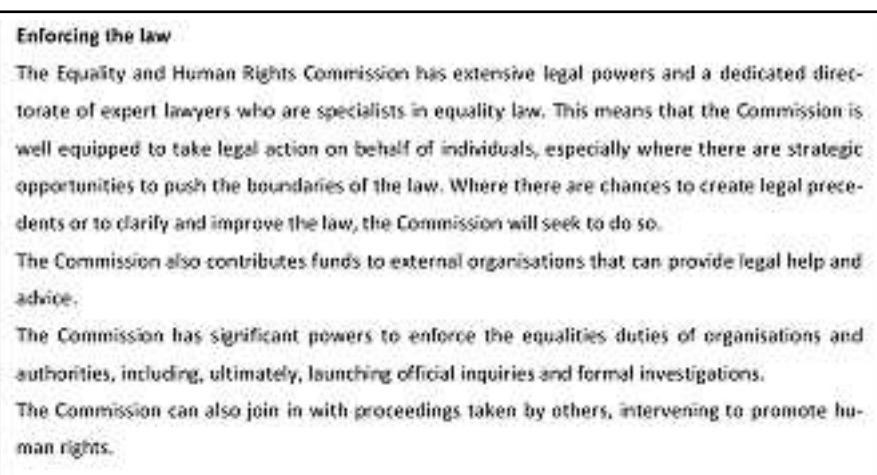 Enforcing the law
The Equality and Human Rights Commission has extensive legal powers and a dedicated direc-
torate of expert lawyers who are specialists in equality law. This means that the Commission is
well equipped to take legal action on behalf of individuals, especially where there are strategic
opportunities to push the boundaries of the law. Where there are chances to create legal prece-
dents or to clarify and improve the law, the Commission will seek to do so.
The Commission also contributes funds to external organisations that can provide legal help and
advice.
The Commission has significant powers to enforce the equalities duties of organisations and
authorities, including, ultimately, launching official inquiries and formal investigations.
The Commission can also join in with proceedings taken by others, intervening to promote hu-
man rights.